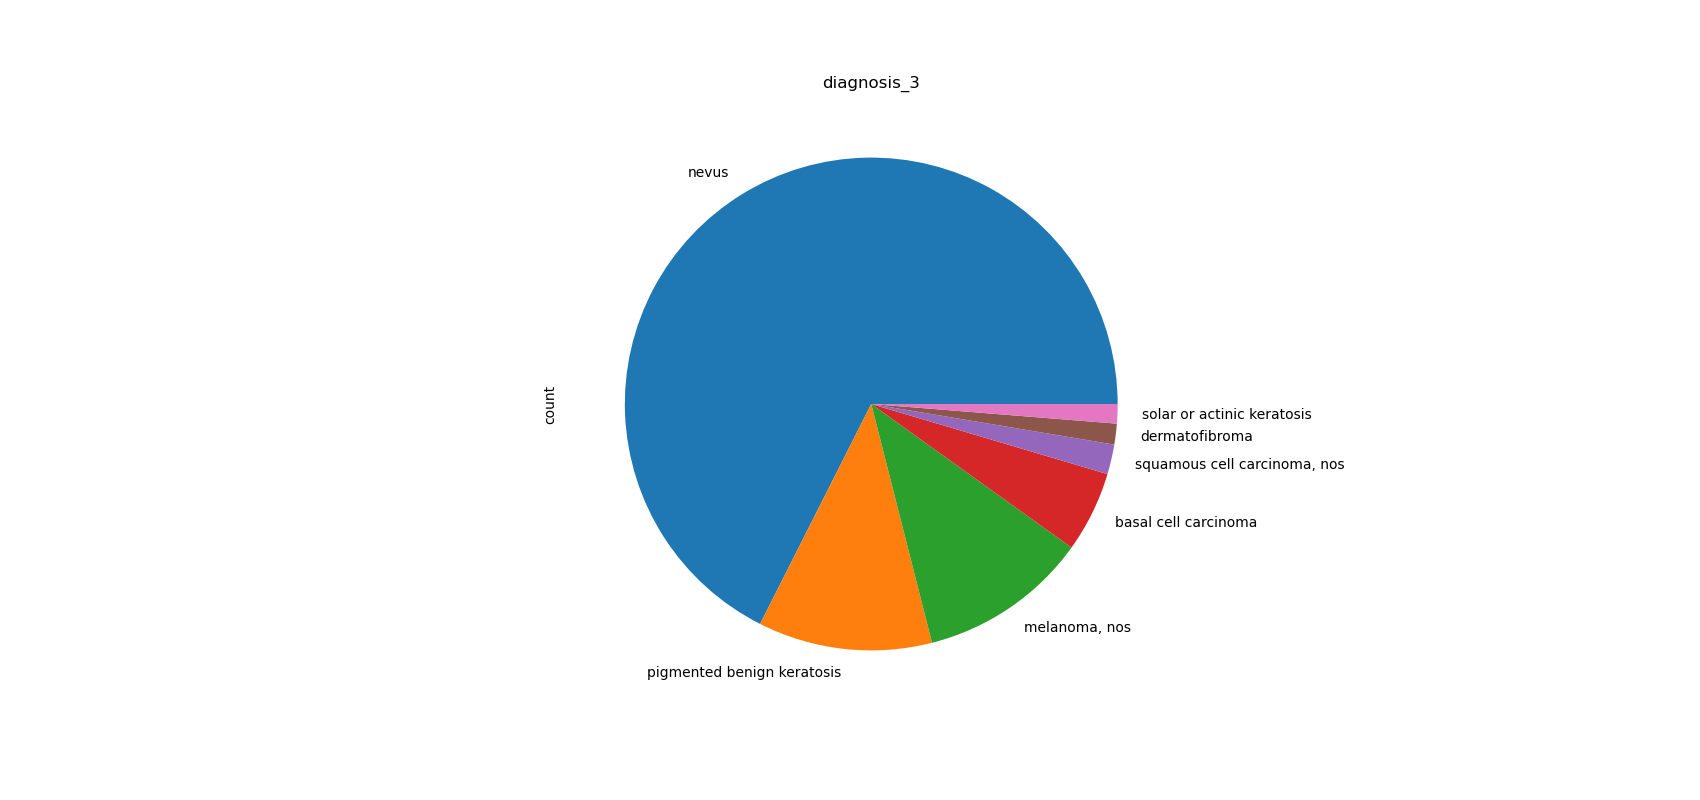 diagnosis_3
nevus
count
solar or actinic keratosis
dermatofibroma
squamous cell carcinoma, nos
basal cell carcinoma
melanoma, nos
pigmented benign keratosis